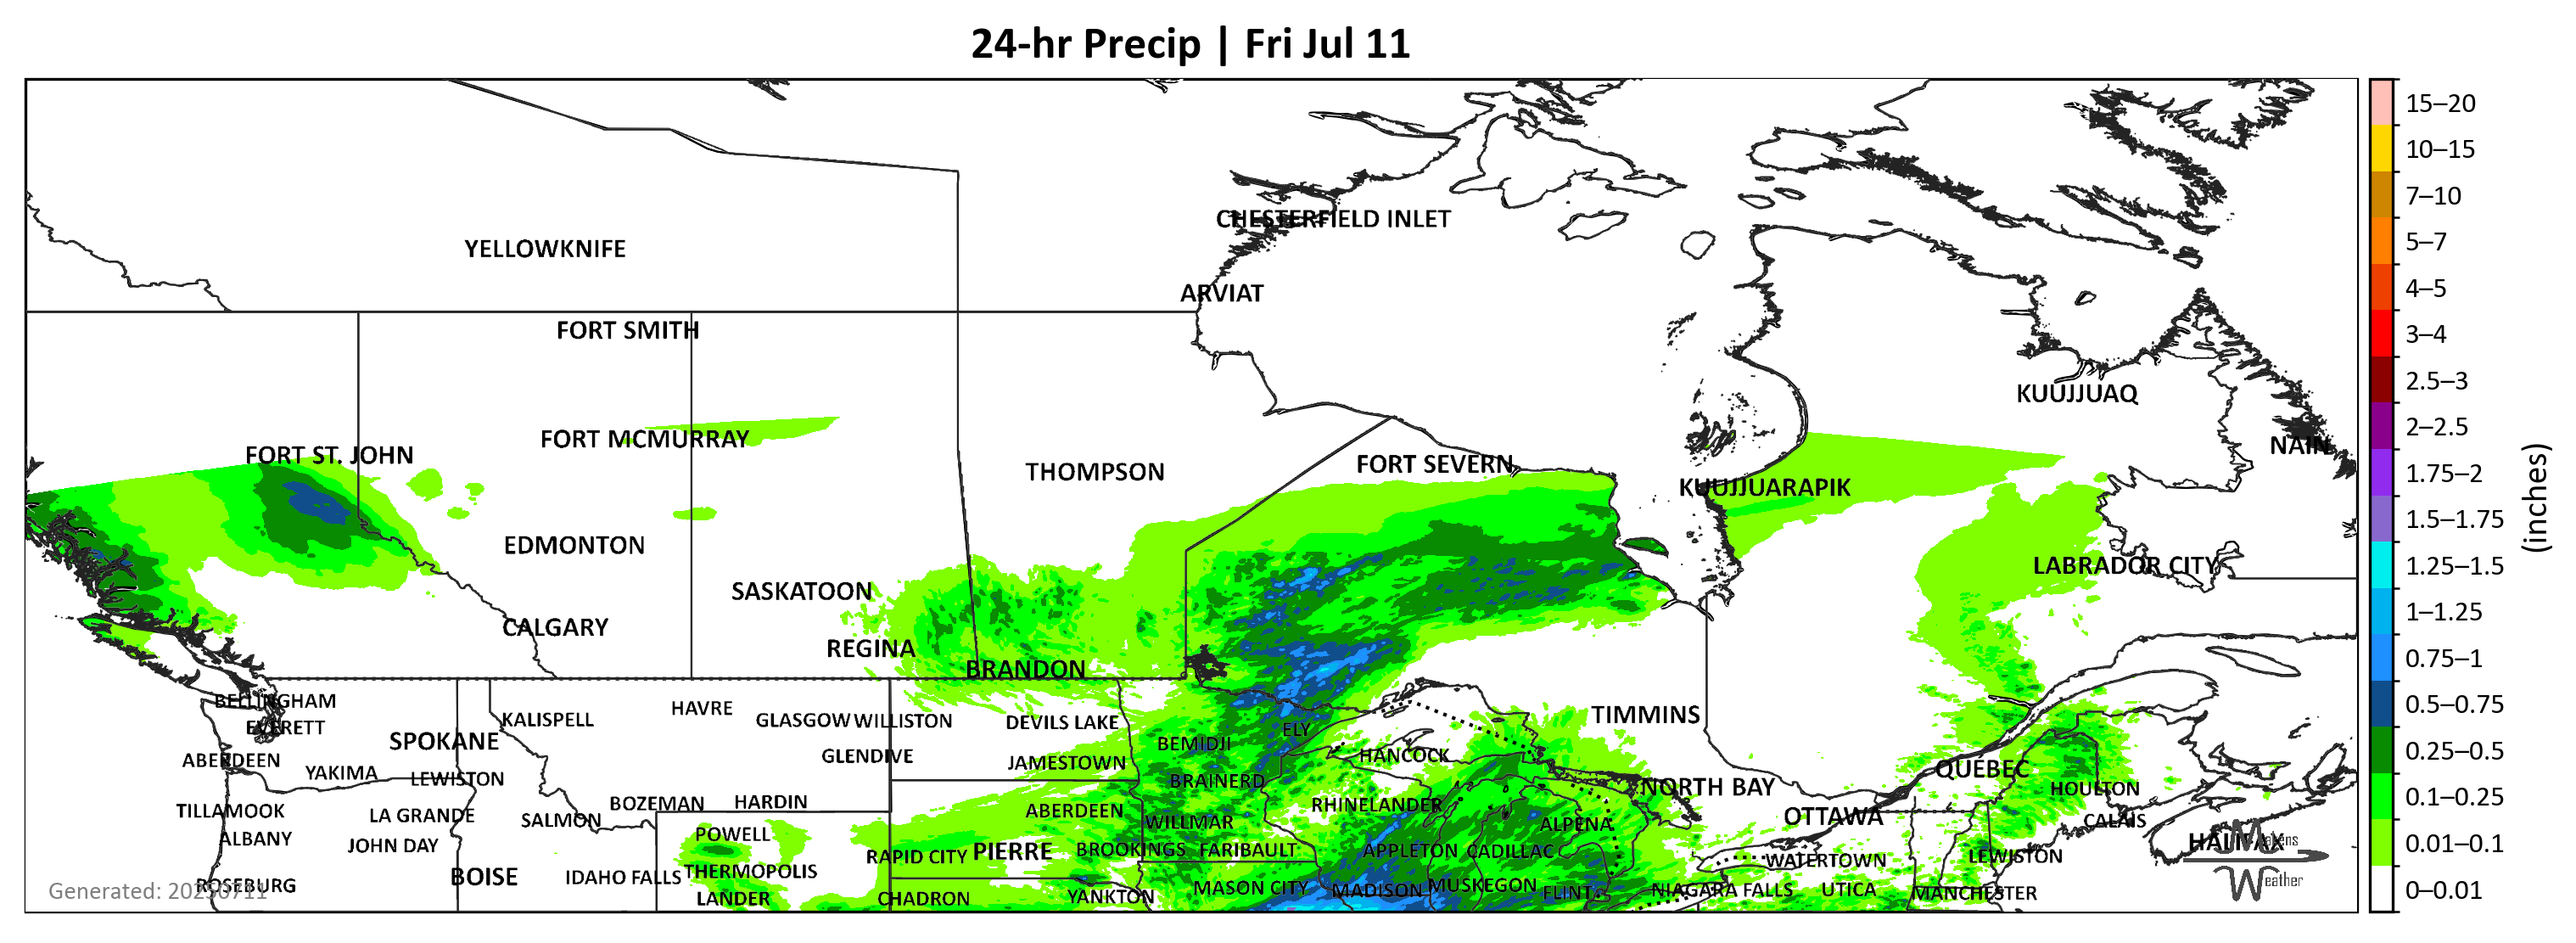 24-hr Precip | Fri Jul 11
CHESTERFIELD INLET
YELLOWKNIFE
ARVIAT
FORT SMITH
KUUJJUAQ
FORT MCMURRAY
NAIN
FORT ST. JOHN
THOMPSON
FORT SEVERN
KUUJJUARAPIK
EDMONTON
LABRADOR CITY
SASKATOON
CALGARY
REGINA
BRANDON
BELLINGHAM
HAVRE
KALISPELL
GLASGOW
WILLISTON
DEVILS LAKE
TIMMINS
EVERETT
ELY
SPOKANE
BEMIDJI
ABERDEEN
GLENDIVE
JAMESTOWN
HANCOCK
QUEBEC
YAKIMA
LEWISTON
BRAINERD
NORTH BAY
HOULTON
TILLAMOOK
LA GRANDE
SALMON
BOZEMAN
HARDIN
ABERDEEN
RHINELANDER
OTTAWA
WILLMAR
ALPENA
CALAIS
ALBANY
JOHN DAY
POWELL
HALIFAX
RAPID CITY
PIERRE
BROOKINGS
FARIBAULT
APPLETON
CADILLAC
WATERTOWN
LEWISTON
BOISE
IDAHO FALLS
THERMOPOLIS
ROSEBURG
LANDER
CHADRON
YANKTON
MASON CITY
MADISON
MUSKEGON
FLINT
NIAGARA FALLS
UTICA
MANCHESTER
Generated: 20250711
Weather
15–20
10–15
7–10
5–7
4–5
3–4
2.5–3
2–2.5
1.75–2
1.5–1.75
1.25–1.5
1–1.25
0.75–1
0.5–0.75
0.25–0.5
0.1–0.25
0.01–0.1
0–0.01
(inches)